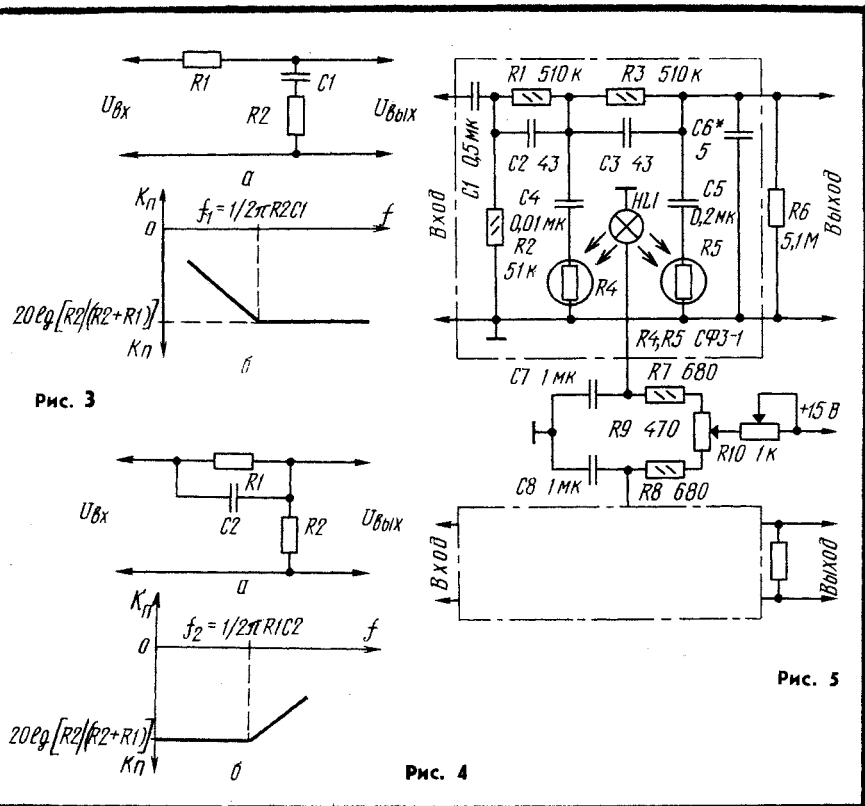 R1
C1
R2
Uвх
Uвых
а
Kп
f₁=1/2πR2C1
f
0
20lg[R2/(R2+R1)]
Kп
б
Рис. 3
R1
C2
R2
Uвх
Uвых
а
Kп
f₂=1/2πR1C2
f
0
20lg[R2/(R2+R1)]
Kп
б
Рис. 4
R1 510 к
R3 510 к
C1 0,5 мк
C2 43
C3 43
C6*
5
C4
0,01 мк
HL1
C5
0,2 мк
R2
51 к
R4
R5
R6
5,1 М
Вход
Выход
R4, R5 СФ3-1
C7 1 мк
R7 680
R9 470
+15 В
R10 1 к
C8 1 мк
R8 680
Вход
Выход
Рис. 5